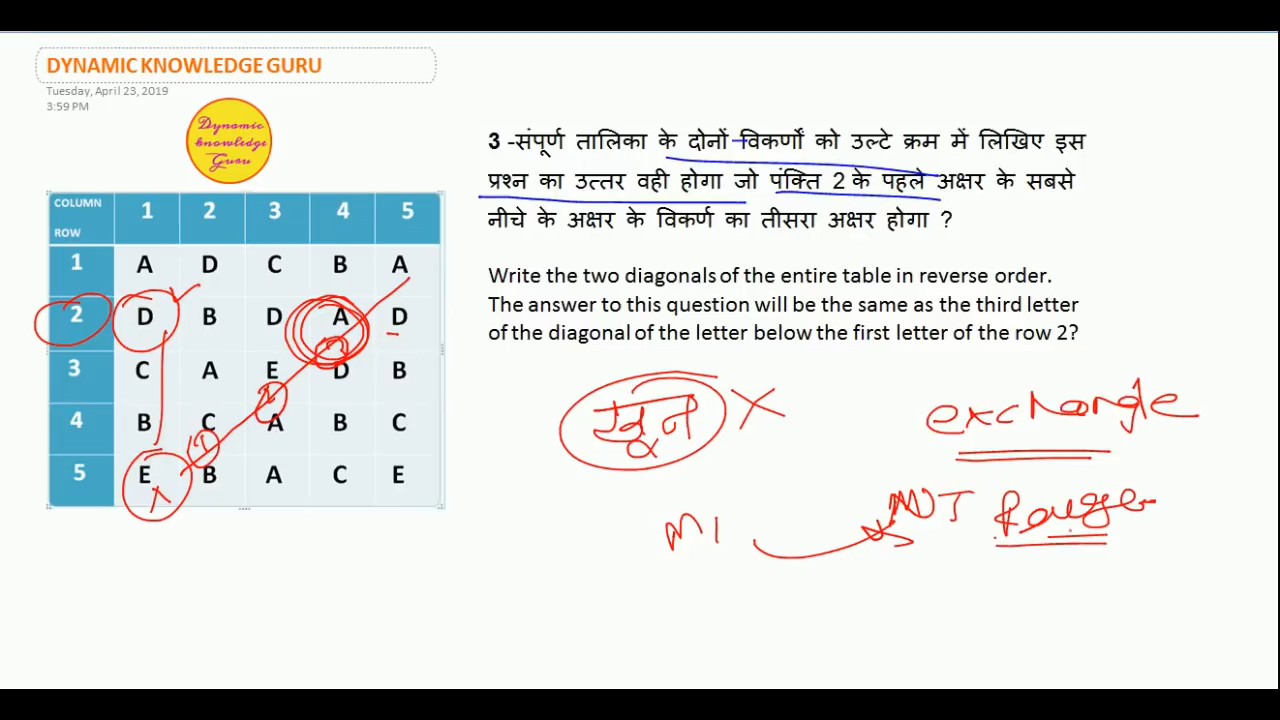 DYNAMIC KNOWLEDGE GURU
Tuesday, April 23, 2019
3:59 PM
Dynamic
knowledge
Guru
3 -संपूर्ण तालिका के दोनों विकर्णों को उल्टे क्रम में लिखिए इस
प्रश्न का उत्तर वही होगा जो पंक्ति 2 के पहले अक्षर के सबसे
नीचे के अक्षर के विकर्ण का तीसरा अक्षर होगा ?
Write the two diagonals of the entire table in reverse order.
The answer to this question will be the same as the third letter
of the diagonal of the letter below the first letter of the row 2?
COLUMN 1 2 3 4 5
ROW
1 A D C B A
2 D B D A D
3 C A E D B
4 B C A B C
5 E B A C E
exchange